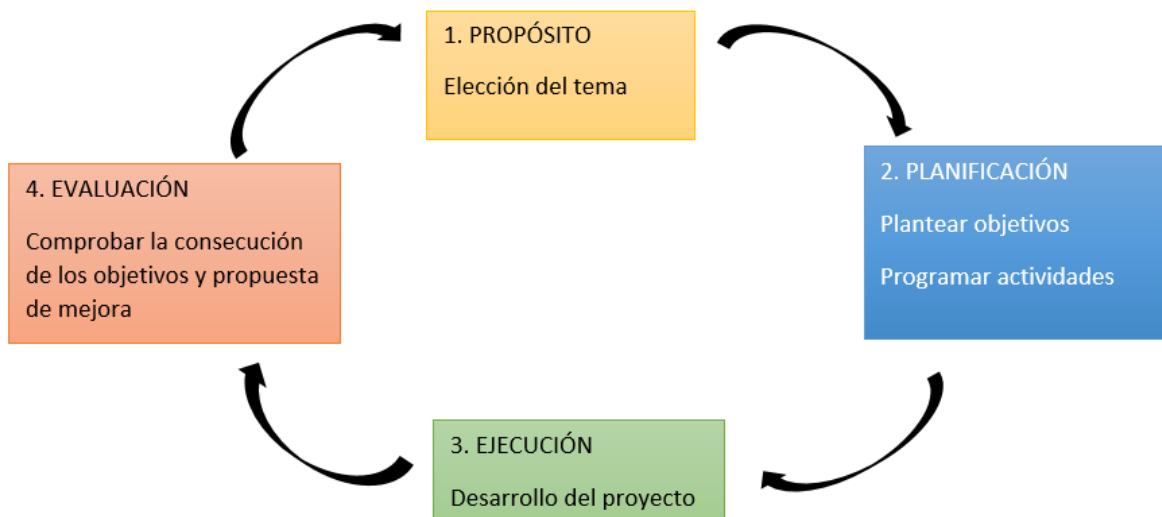 1. PROPÓSITO
Elección del tema
2. PLANIFICACIÓN
Plantear objetivos
Programar actividades
3. EJECUCIÓN
Desarrollo del proyecto
4. EVALUACIÓN
Comprobar la consecución
de los objetivos y propuesta
de mejora